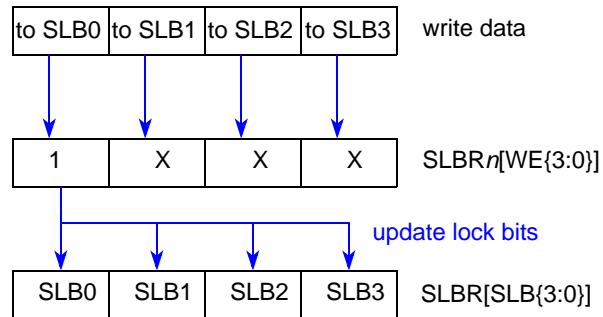 to SLB0 to SLB1 to SLB2 to SLB3 write data
1 X X X SLBRn[WE{3:0}]
update lock bits
SLB0 SLB1 SLB2 SLB3 SLBR[SLB{3:0}]